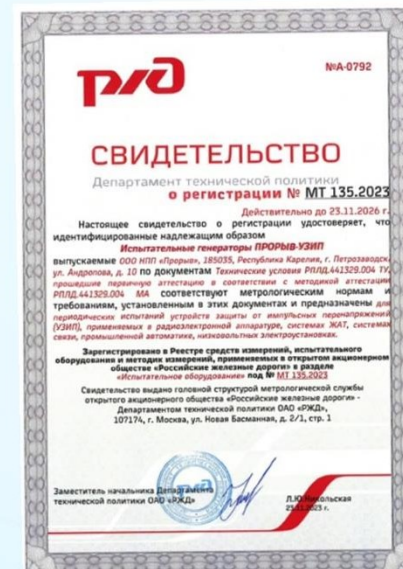 ржд
№А-0792
СВИДЕТЕЛЬСТВО
Департамент технической политики
о регистрации № МТ 135.2023
Действительно до 23.11.2026 г.
Настоящее свидетельство о регистрации удостоверяет, что
идентифицированные надлежащим образом
Испытательные генераторы ПРОРЫВ-УЗИП
выпускаемые ООО НПП «Прорыв», 185035, Республика Карелия, г. Петрозаводск,
ул. Андропова, д. 10 по документам Технические условия РПЛД.441329.004 ТУ,
прошедшие первичную аттестацию в соответствии с методикой аттестации
РПЛД.441329.004 МА соответствуют метрологическим нормам и
требованиям, установленным в этих документах и предназначены для
периодических испытаний устройств защиты от импульсных перенапряжений
(УЗИП), применяемых в радиоэлектронной аппаратуре, системах ЖАТ, системах
связи, промышленной автоматике, низковольтных электроустановках.
Зарегистрировано в Реестре средств измерений, испытательного
оборудования и методик измерений, применяемых в открытом акционерном
обществе «Российские железные дороги» в разделе
«Испытательное оборудование» под № МТ 135.2023
Свидетельство выдано головной структурой метрологической службы
открытого акционерного общества «Российские железные дороги» -
Департаментом технической политики ОАО «РЖД»,
107174, г. Москва, ул. Новая Басманная, д. 2/1, стр. 1
Заместитель начальника Департамента
технической политики ОАО «РЖД»
Л.Ю.Никольская
23.11.2023 г.